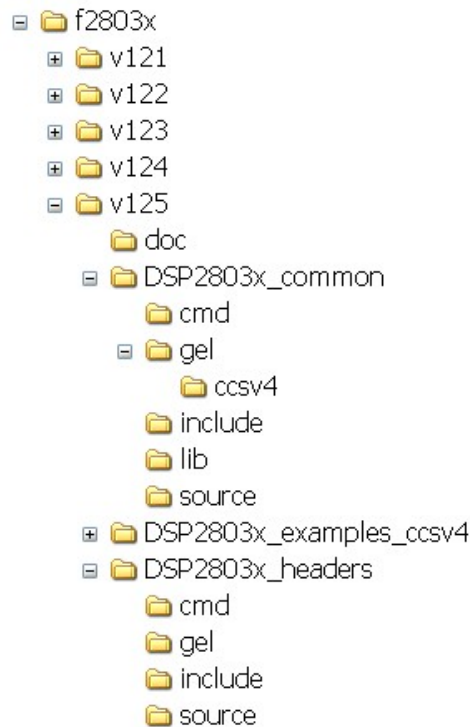 f2803x
v121
v122
v123
v124
v125
doc
DSP2803x_common
cmd
gel
ccsv4
include
lib
source
DSP2803x_examples_ccsv4
DSP2803x_headers
cmd
gel
include
source